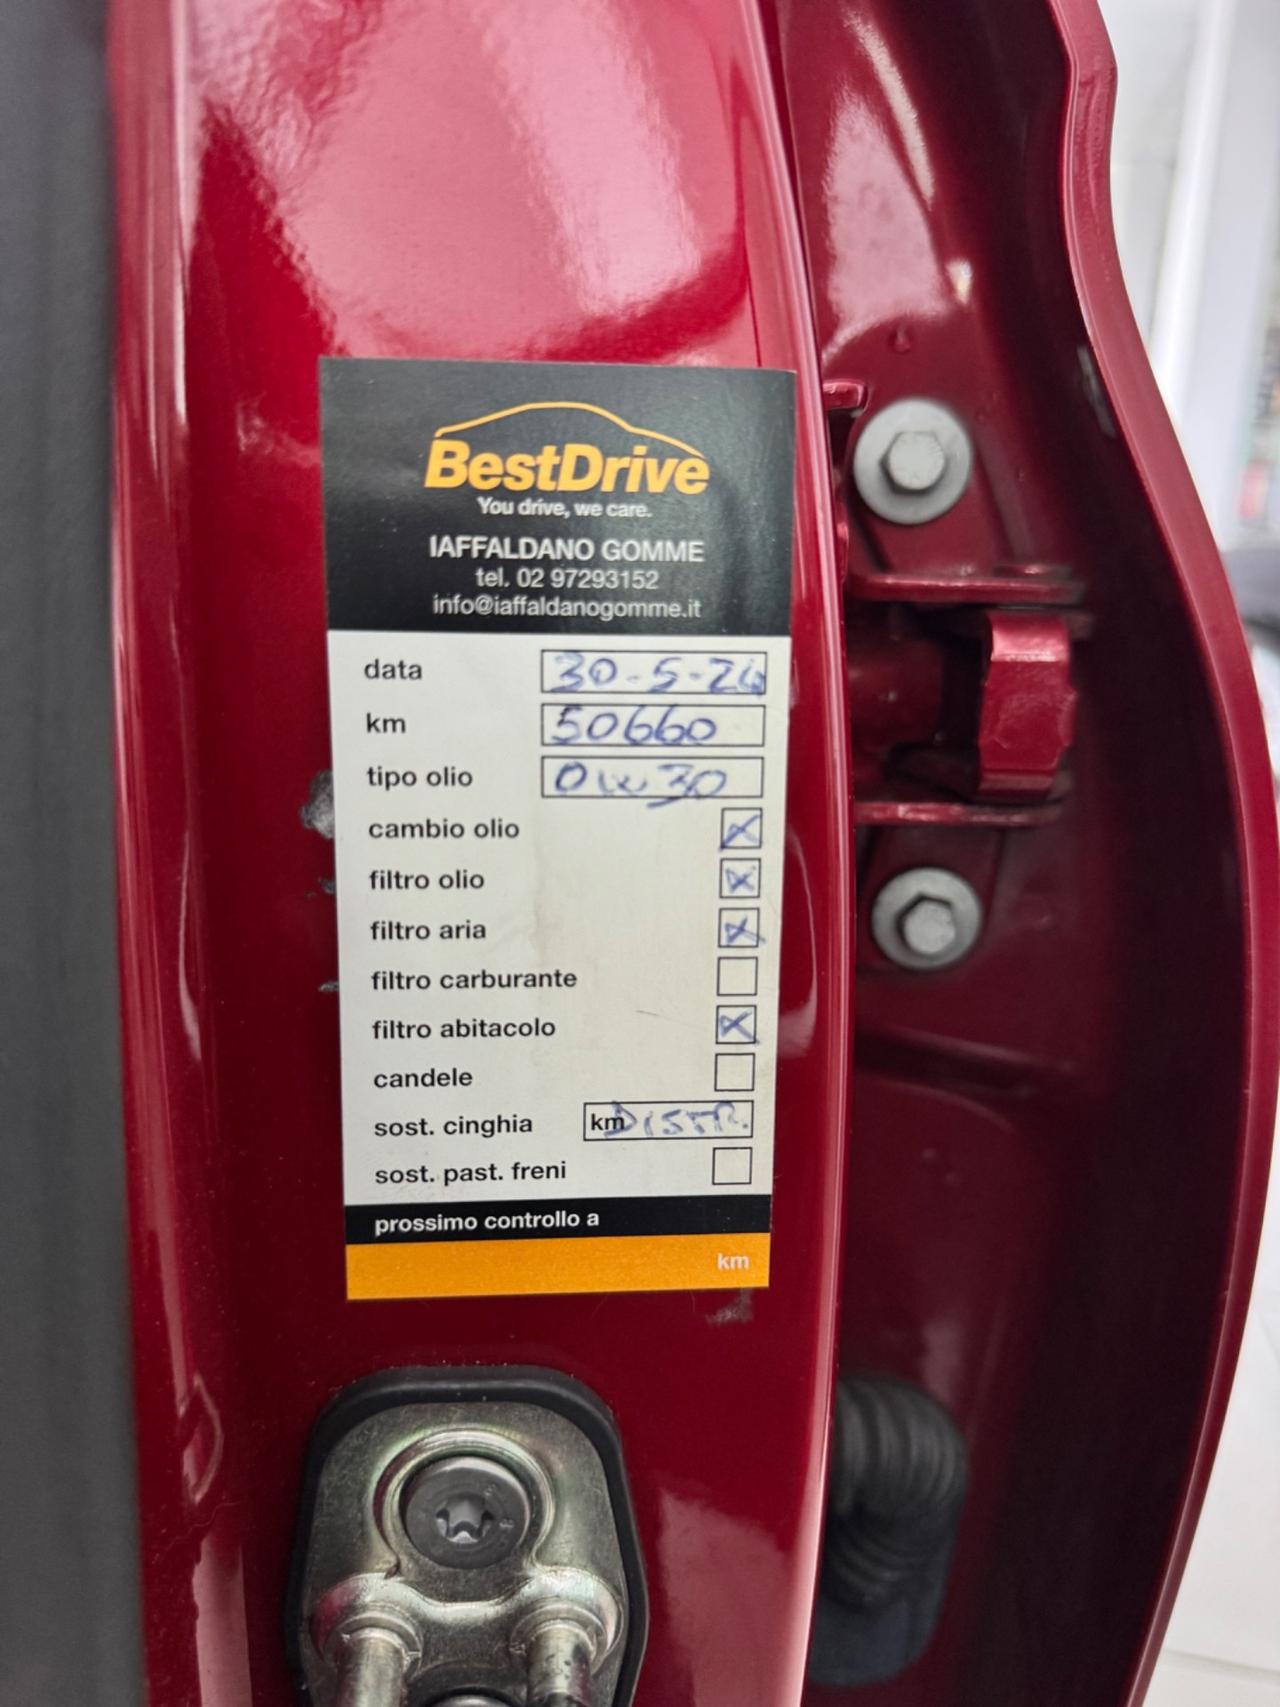 BestDrive
You drive, we care.
IAFFALDANO GOMME
tel. 02 97293152
info@iaffaldanogomme.it
data 30-5-24
km 50660
tipo olio 0w30
cambio olio X
filtro olio X
filtro aria X
filtro carburante
filtro abitacolo X
candele
sost. cinghia km DISTR.
sost. past. freni
prossimo controllo a
km